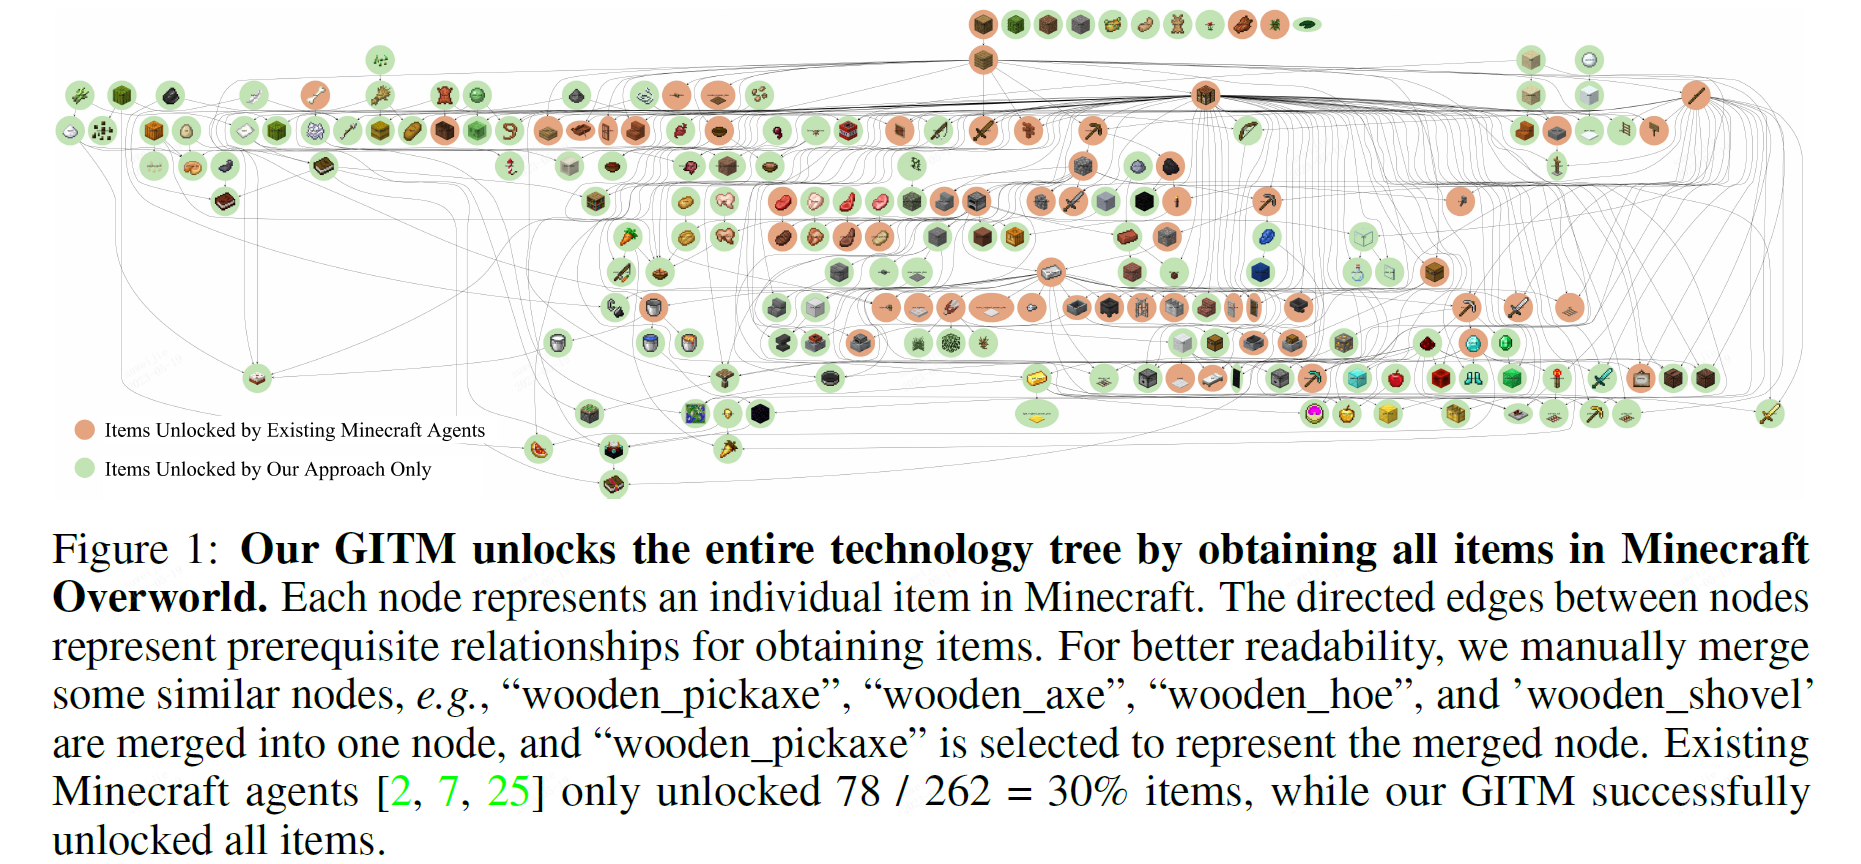 Items Unlocked by Existing Minecraft Agents
Items Unlocked by Our Approach Only
Figure 1: Our GITM unlocks the entire technology tree by obtaining all items in Minecraft
Overworld. Each node represents an individual item in Minecraft. The directed edges between nodes
represent prerequisite relationships for obtaining items. For better readability, we manually merge
some similar nodes, e.g., “wooden_pickaxe”, “wooden_axe”, “wooden_hoe”, and ’wooden_shovel’
are merged into one node, and “wooden_pickaxe” is selected to represent the merged node. Existing
Minecraft agents [2, 7, 25] only unlocked 78 / 262 = 30% items, while our GITM successfully
unlocked all items.